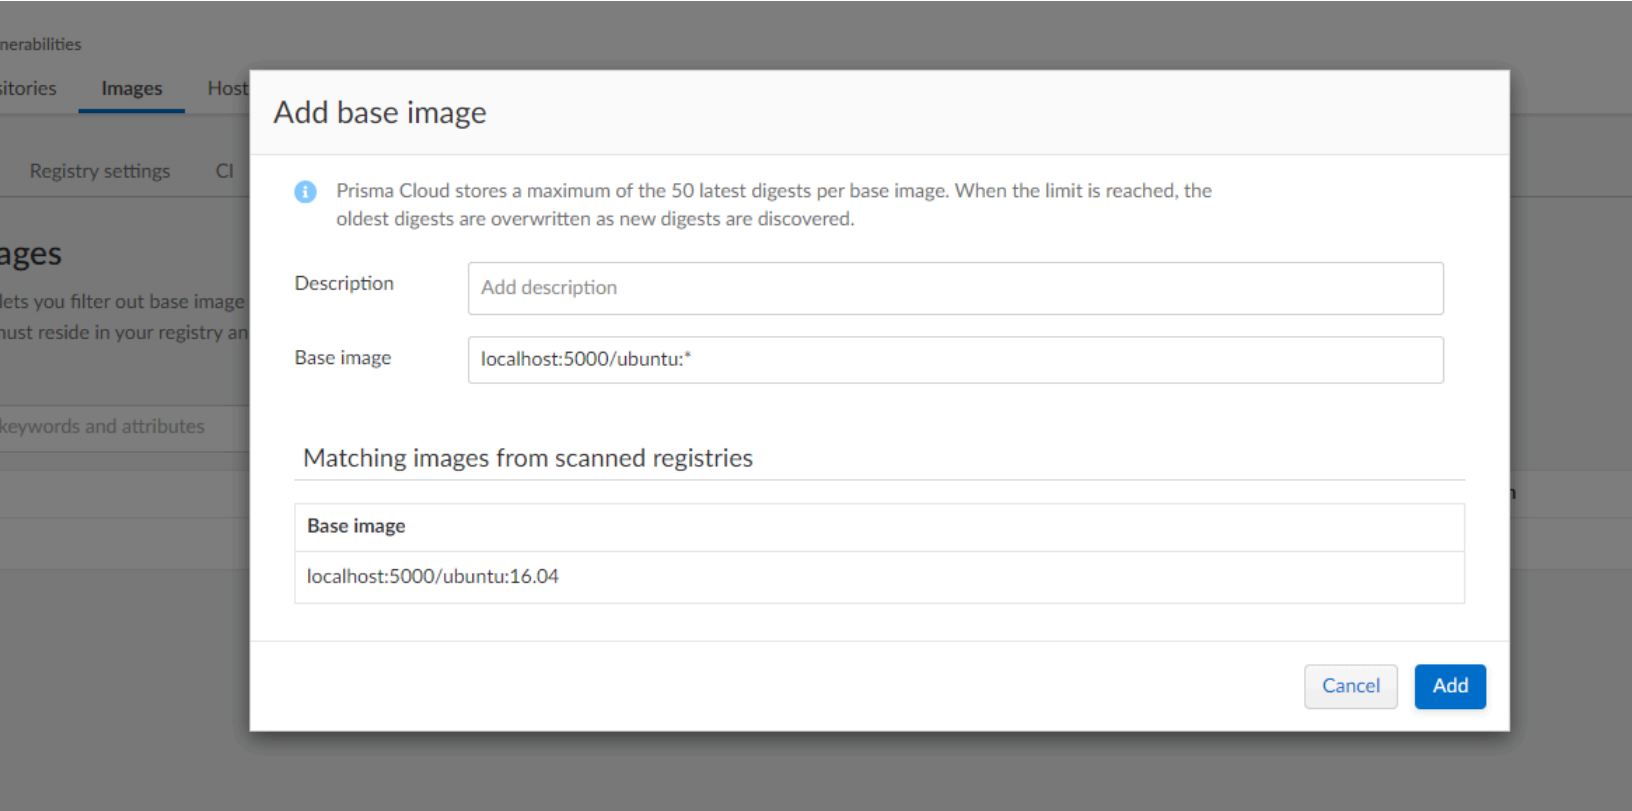 nerabilities
sitories Images Host
Add base image
Registry settings CI
Prisma Cloud stores a maximum of the 50 latest digests per base image. When the limit is reached, the
oldest digests are overwritten as new digests are discovered.
ages
Description Add description
lets you filter out base image
must reside in your registry an
Base image localhost:5000/ubuntu:*
keywords and attributes
Matching images from scanned registries
Base image
localhost:5000/ubuntu:16.04
Cancel Add